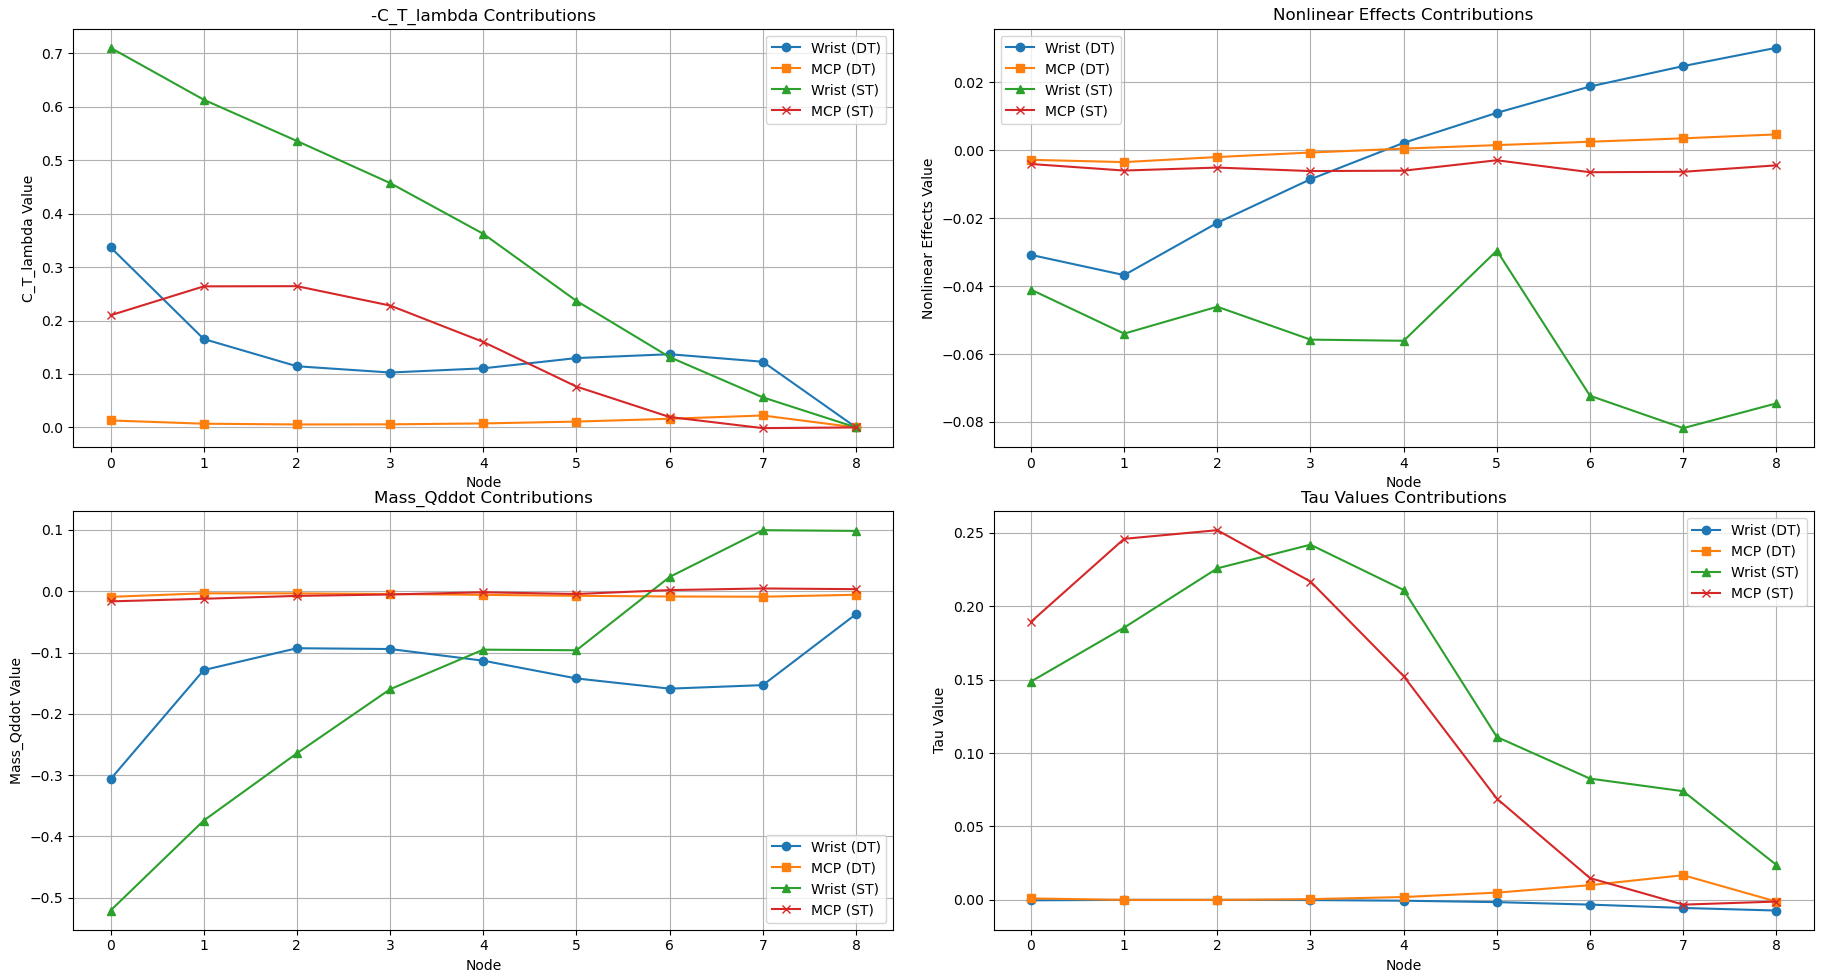 -C_T_lambda Contributions
C_T_lambda Value
0.7
0.6
0.5
0.4
0.3
0.2
0.1
0.0
Wrist (DT)
MCP (DT)
Wrist (ST)
MCP (ST)
0 1 2 3 4 5 6 7 8
Node
Nonlinear Effects Contributions
Nonlinear Effects Value
0.02
0.00
−0.02
−0.04
−0.06
−0.08
Wrist (DT)
MCP (DT)
Wrist (ST)
MCP (ST)
0 1 2 3 4 5 6 7 8
Node
Mass_Qddot Contributions
Mass_Qddot Value
0.1
0.0
−0.1
−0.2
−0.3
−0.4
−0.5
Wrist (DT)
MCP (DT)
Wrist (ST)
MCP (ST)
0 1 2 3 4 5 6 7 8
Node
Tau Values Contributions
Tau Value
0.25
0.20
0.15
0.10
0.05
0.00
Wrist (DT)
MCP (DT)
Wrist (ST)
MCP (ST)
0 1 2 3 4 5 6 7 8
Node